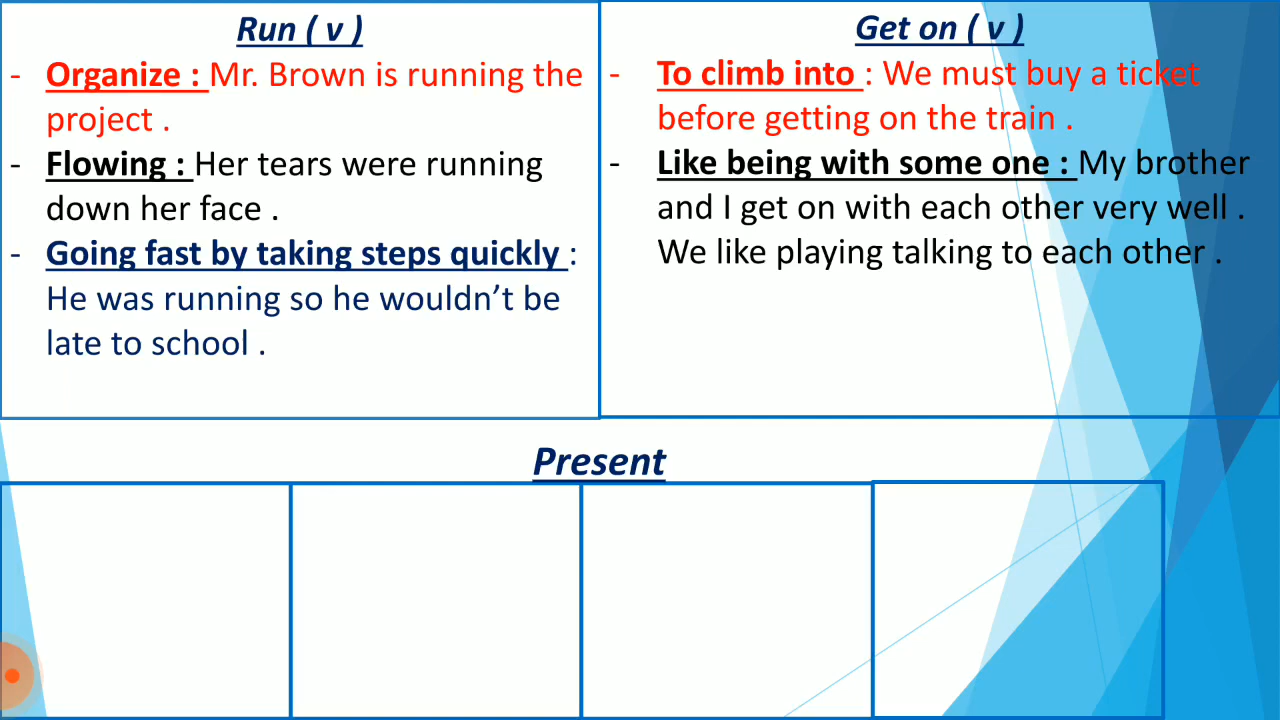 Run ( v )
- Organize : Mr. Brown is running the
project .
- Flowing : Her tears were running
down her face .
- Going fast by taking steps quickly :
He was running so he wouldn’t be
late to school .
Get on ( v )
- To climb into : We must buy a ticket
before getting on the train .
- Like being with some one : My brother
and I get on with each other very well .
We like playing talking to each other .
Present